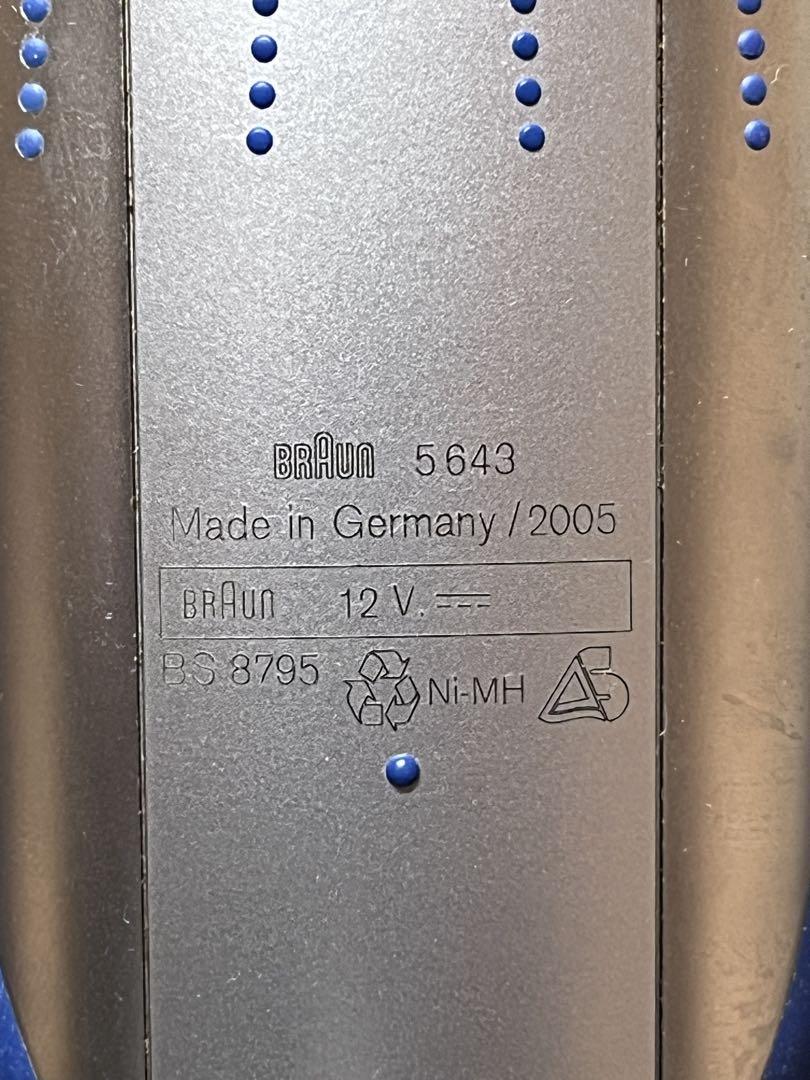 BRAUN 5643
Made in Germany / 2005
BRAUN 12 V.
BS 8795 Ni-MH